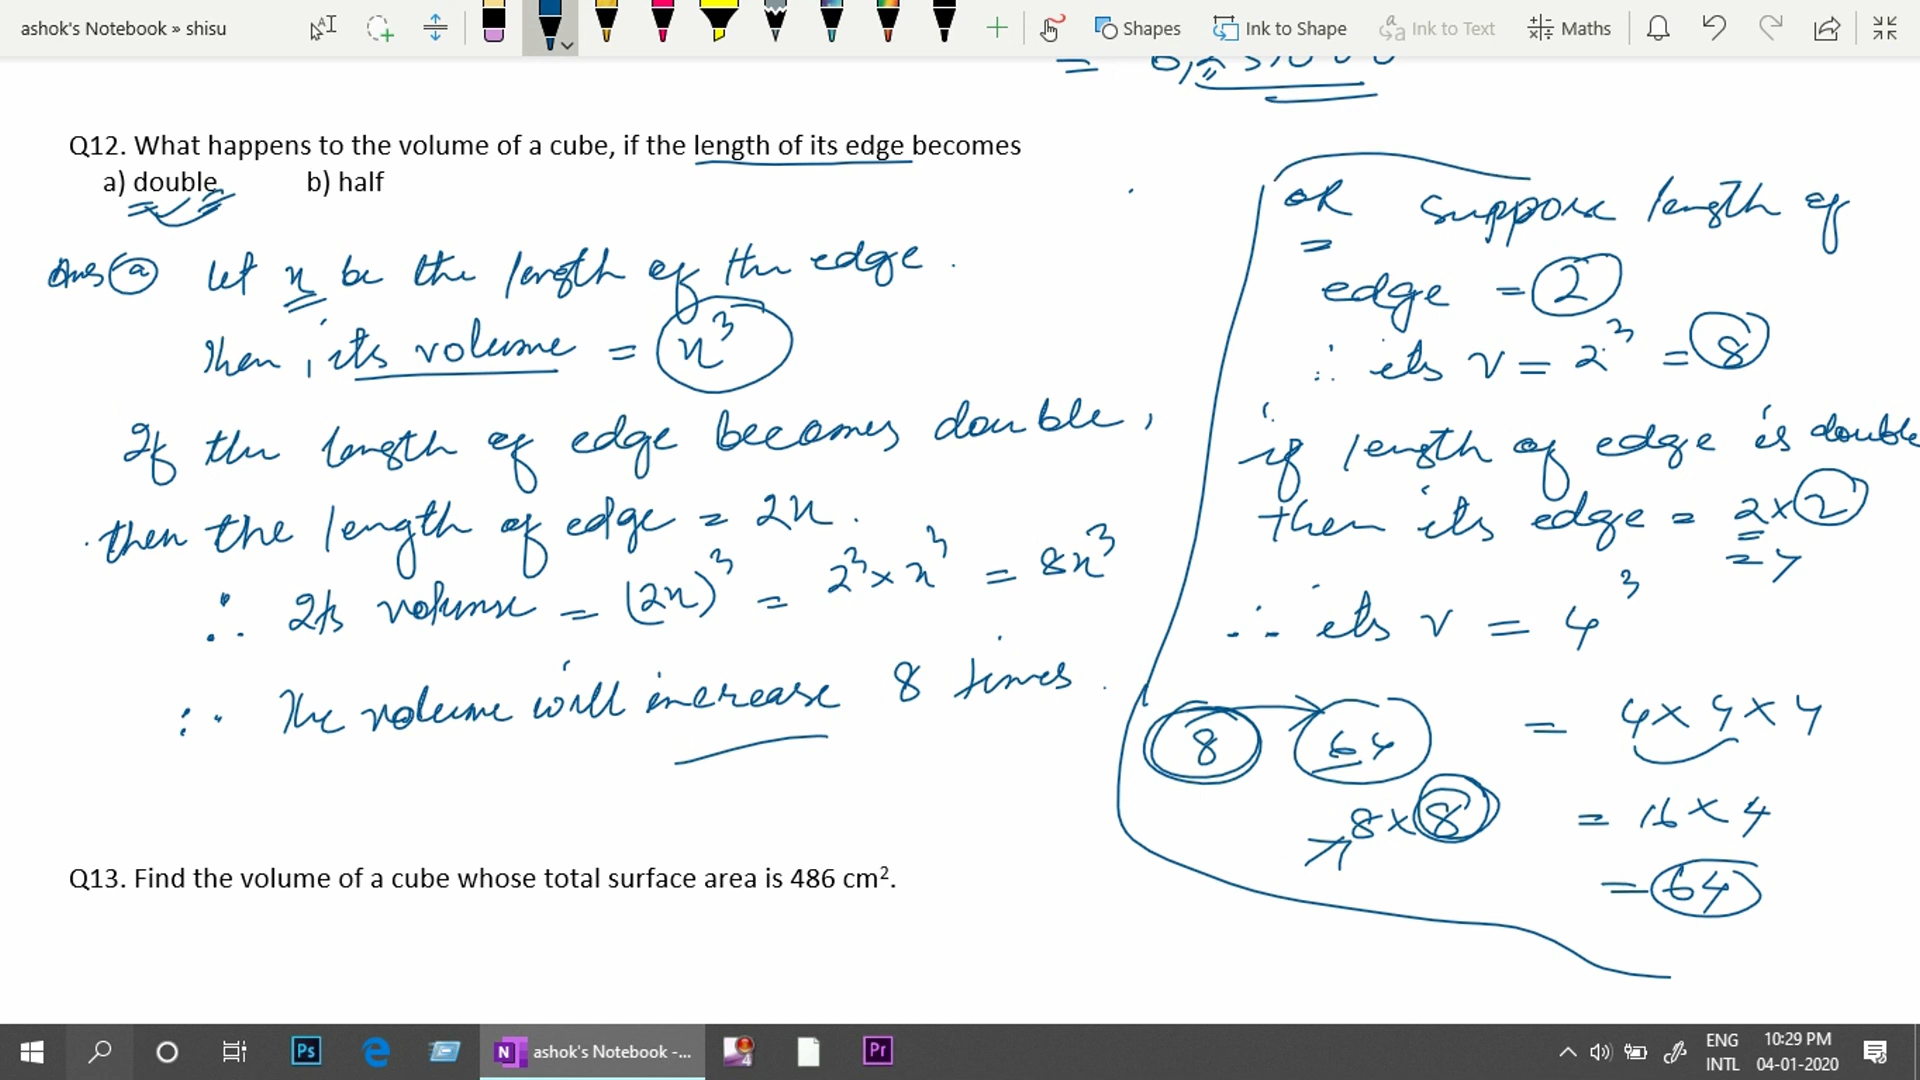 ashok's Notebook » shisu
Shapes
Ink to Shape
Ink to Text
Maths
Q12. What happens to the volume of a cube, if the length of its edge becomes
a) double b) half
Ans (a) Let x be the length of the edge.
then, its volume = x³
If the length of edge becomes double,
then the length of edge = 2x.
∴ Its volume = (2x)³ = 2³ × x³ = 8x³
∴ The volume will increase 8 times.
OR suppose length of
edge = 2
∴ its V = 2³ = 8
if length of edge is double
then its edge = 2 × 2
= 4
∴ its V = 4³
= 4 × 4 × 4
8 64
8 × 8
= 16 × 4
= 64
Q13. Find the volume of a cube whose total surface area is 486 cm².
Ps
N ashok's Notebook -...
4
Pr
ENG
INTL
10:29 PM
04-01-2020